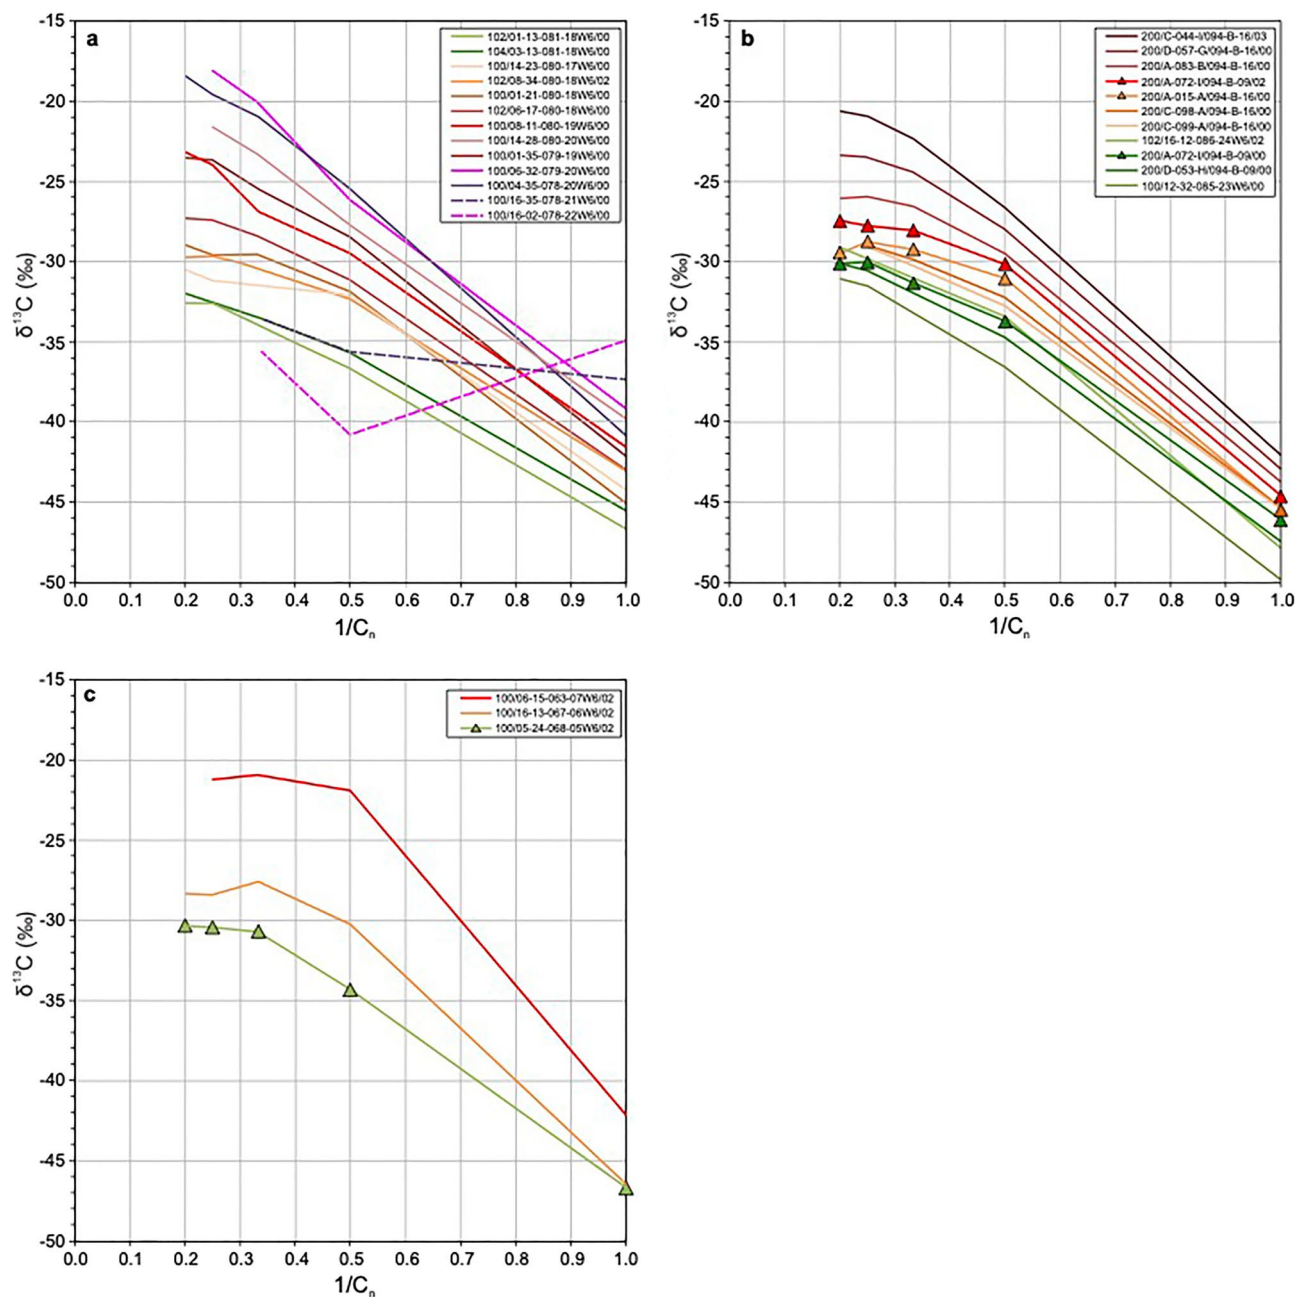 a
102/01-13-081-18W6/00
104/03-13-081-18W6/00
100/14-23-080-17W6/00
102/08-34-080-18W6/02
100/01-21-080-18W6/00
102/06-17-080-18W6/00
100/08-11-080-19W6/00
100/14-28-080-20W6/00
100/01-35-079-19W6/00
100/06-32-079-20W6/00
100/04-35-078-20W6/00
100/16-35-078-21W6/00
100/16-02-078-22W6/00
-15
-20
-25
-30
-35
-40
-45
-50
δ¹³C (‰)
0.0 0.1 0.2 0.3 0.4 0.5 0.6 0.7 0.8 0.9 1.0
1/Cₙ
b
200/C-044-I/094-B-16/03
200/D-057-G/094-B-16/00
200/A-083-B/094-B-16/00
200/A-072-I/094-B-09/02
200/A-015-A/094-B-16/00
200/C-098-A/094-B-16/00
200/C-099-A/094-B-16/00
102/16-12-086-24W6/02
200/A-072-I/094-B-09/00
200/D-053-H/094-B-09/00
100/12-32-085-23W6/00
-15
-20
-25
-30
-35
-40
-45
-50
δ¹³C (‰)
0.0 0.1 0.2 0.3 0.4 0.5 0.6 0.7 0.8 0.9 1.0
1/Cₙ
c
100/06-15-063-07W6/02
100/16-13-067-06W6/02
100/05-24-068-05W6/02
-15
-20
-25
-30
-35
-40
-45
-50
δ¹³C (‰)
0.0 0.1 0.2 0.3 0.4 0.5 0.6 0.7 0.8 0.9 1.0
1/Cₙ